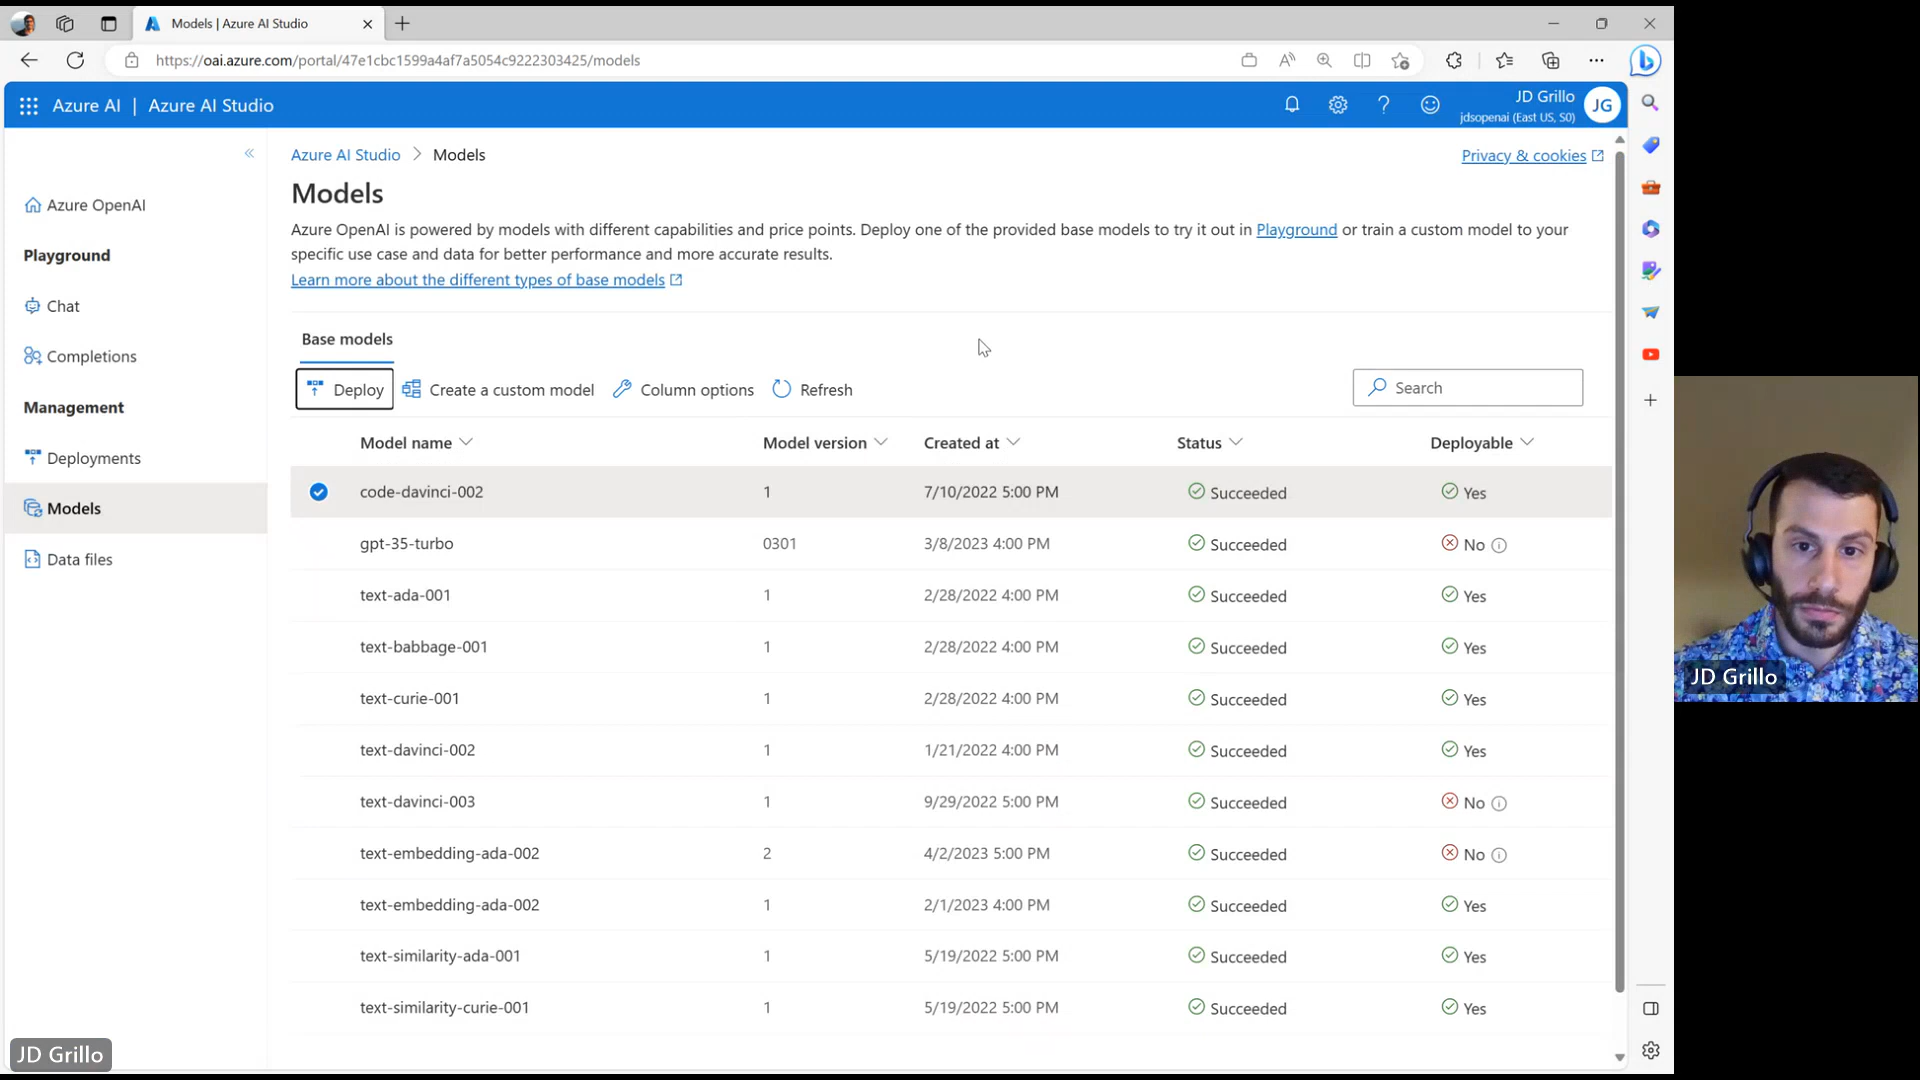 Models | Azure AI Studio
https://oai.azure.com/portal/47e1cbc1599a4af7a5054c9222303425/models
Azure AI | Azure AI Studio
JD Grillo
jdsopenai (East US, S0)
JG
Azure OpenAI
Playground
Chat
Completions
Management
Deployments
Models
Data files
Azure AI Studio > Models
Privacy & cookies
Models
Azure OpenAI is powered by models with different capabilities and price points. Deploy one of the provided base models to try it out in Playground or train a custom model to your
specific use case and data for better performance and more accurate results.
Learn more about the different types of base models
Base models
Deploy Create a custom model Column options Refresh Search
Model name Model version Created at Status Deployable
code-davinci-002 1 7/10/2022 5:00 PM Succeeded Yes
gpt-35-turbo 0301 3/8/2023 4:00 PM Succeeded No
text-ada-001 1 2/28/2022 4:00 PM Succeeded Yes
text-babbage-001 1 2/28/2022 4:00 PM Succeeded Yes
text-curie-001 1 2/28/2022 4:00 PM Succeeded Yes
text-davinci-002 1 1/21/2022 4:00 PM Succeeded Yes
text-davinci-003 1 9/29/2022 5:00 PM Succeeded No
text-embedding-ada-002 2 4/2/2023 5:00 PM Succeeded No
text-embedding-ada-002 1 2/1/2023 4:00 PM Succeeded Yes
text-similarity-ada-001 1 5/19/2022 5:00 PM Succeeded Yes
text-similarity-curie-001 1 5/19/2022 5:00 PM Succeeded Yes
JD Grillo
JD Grillo